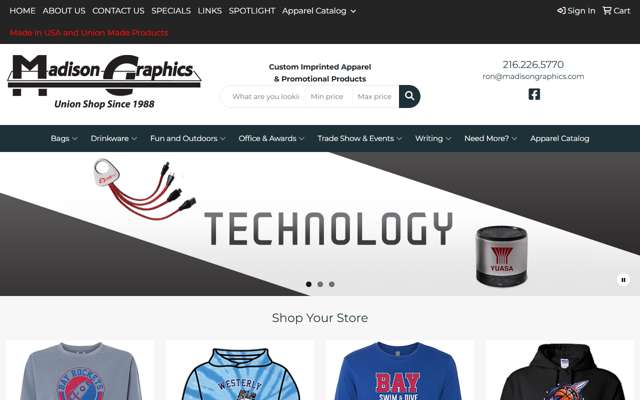 HOME ABOUT US CONTACT US SPECIALS LINKS SPOTLIGHT Apparel Catalog Sign In Cart
Made in USA and Union Made Products
Madison Graphics
Union Shop Since 1988
Custom Imprinted Apparel
& Promotional Products
What are you looki Min price Max price
216.226.5770
ron@madisongraphics.com
Bags Drinkware Fun and Outdoors Office & Awards Trade Show & Events Writing Need More? Apparel Catalog
TECHNOLOGY
YUASA
Shop Your Store
BAY ROCKETS
WESTERLY
BAY
SWIM & DIVE